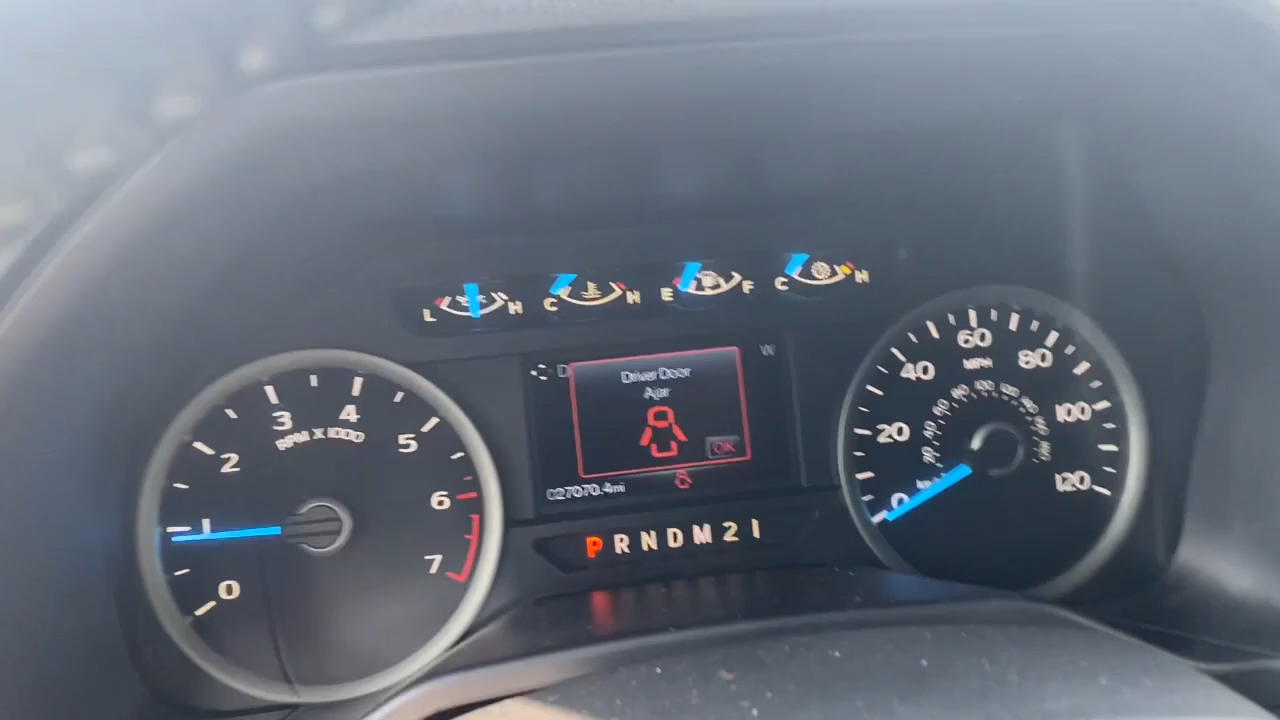 L H C H E F C H
Driver Door
Ajar
OK
D
W
027070.4mi
P R N D M 2 1
0 1 2 3 4 5 6 7
RPM X 1000
0 20 40 60 80 100 120
MPH